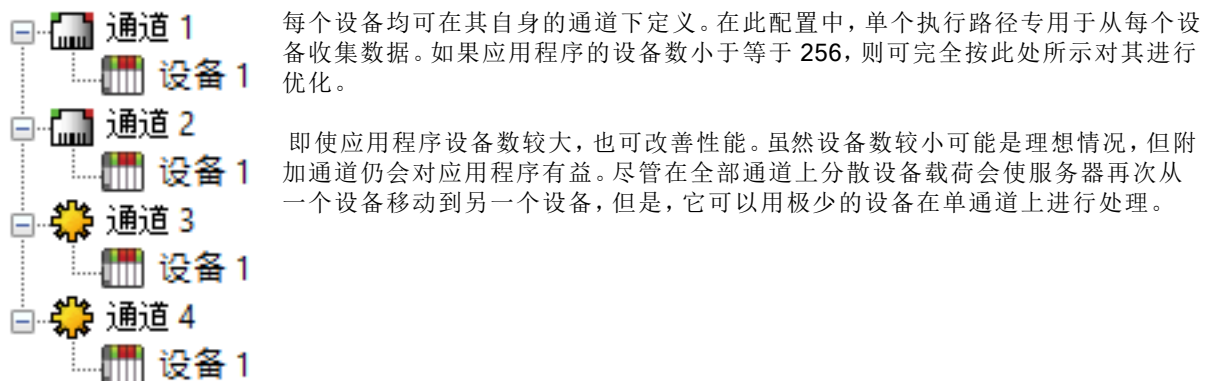 通道 1
设备 1
通道 2
设备 1
通道 3
设备 1
通道 4
设备 1
每个设备均可在其自身的通道下定义。在此配置中，单个执行路径专用于从每个设
备收集数据。如果应用程序的设备数小于等于 256，则可完全按此处所示对其进行
优化。
即使应用程序设备数较大，也可改善性能。虽然设备数较小可能是理想情况，但附
加通道仍会对应用程序有益。尽管在全部通道上分散设备载荷会使服务器再次从
一个设备移动到另一个设备，但是，它可以用极少的设备在单通道上进行处理。